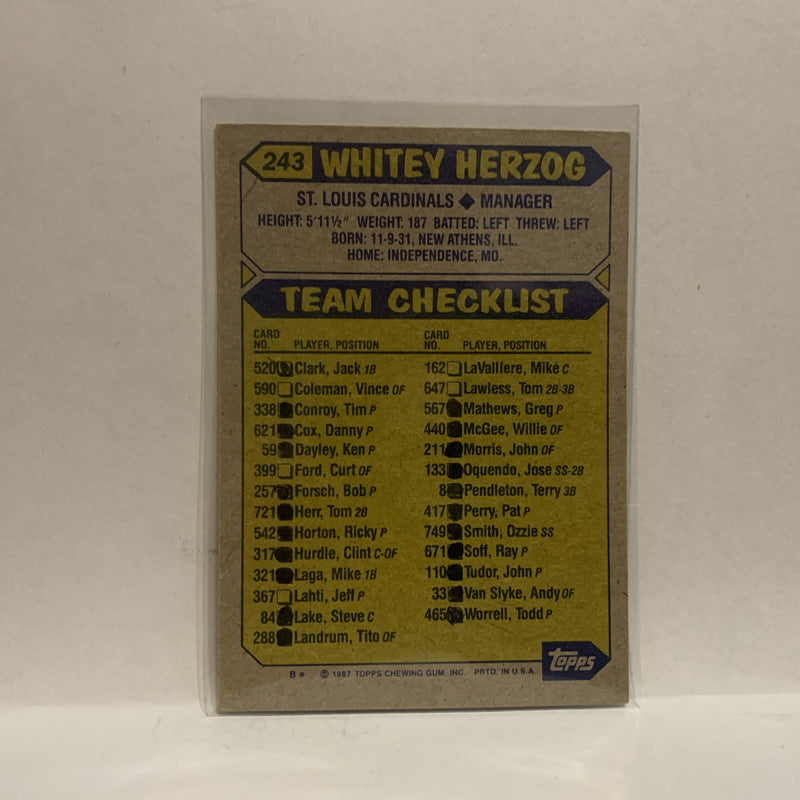 243 WHITEY HERZOG
ST. LOUIS CARDINALS ◆ MANAGER
HEIGHT: 5'11½" WEIGHT: 187 BATTED: LEFT THREW: LEFT
BORN: 11-9-31, NEW ATHENS, ILL.
HOME: INDEPENDENCE, MO.
TEAM CHECKLIST
CARD NO. PLAYER, POSITION
520 Clark, Jack 1B
590 Coleman, Vince OF
338 Conroy, Tim P
621 Cox, Danny P
59 Dayley, Ken P
399 Ford, Curt OF
257 Forsch, Bob P
721 Herr, Tom 2B
542 Horton, Ricky P
317 Hurdle, Clint C-OF
321 Laga, Mike 1B
367 Lahti, Jeff P
84 Lake, Steve C
288 Landrum, Tito OF
CARD NO. PLAYER, POSITION
162 LaValliere, Mike C
647 Lawless, Tom 2B-3B
567 Mathews, Greg P
440 McGee, Willie OF
211 Morris, John OF
133 Oquendo, Jose SS-2B
8 Pendleton, Terry 3B
417 Perry, Pat P
749 Smith, Ozzie SS
671 Soff, Ray P
110 Tudor, John P
33 Van Slyke, Andy OF
465 Worrell, Todd P
topps
B* © 1987 TOPPS CHEWING GUM, INC. PRTD. IN U.S.A.